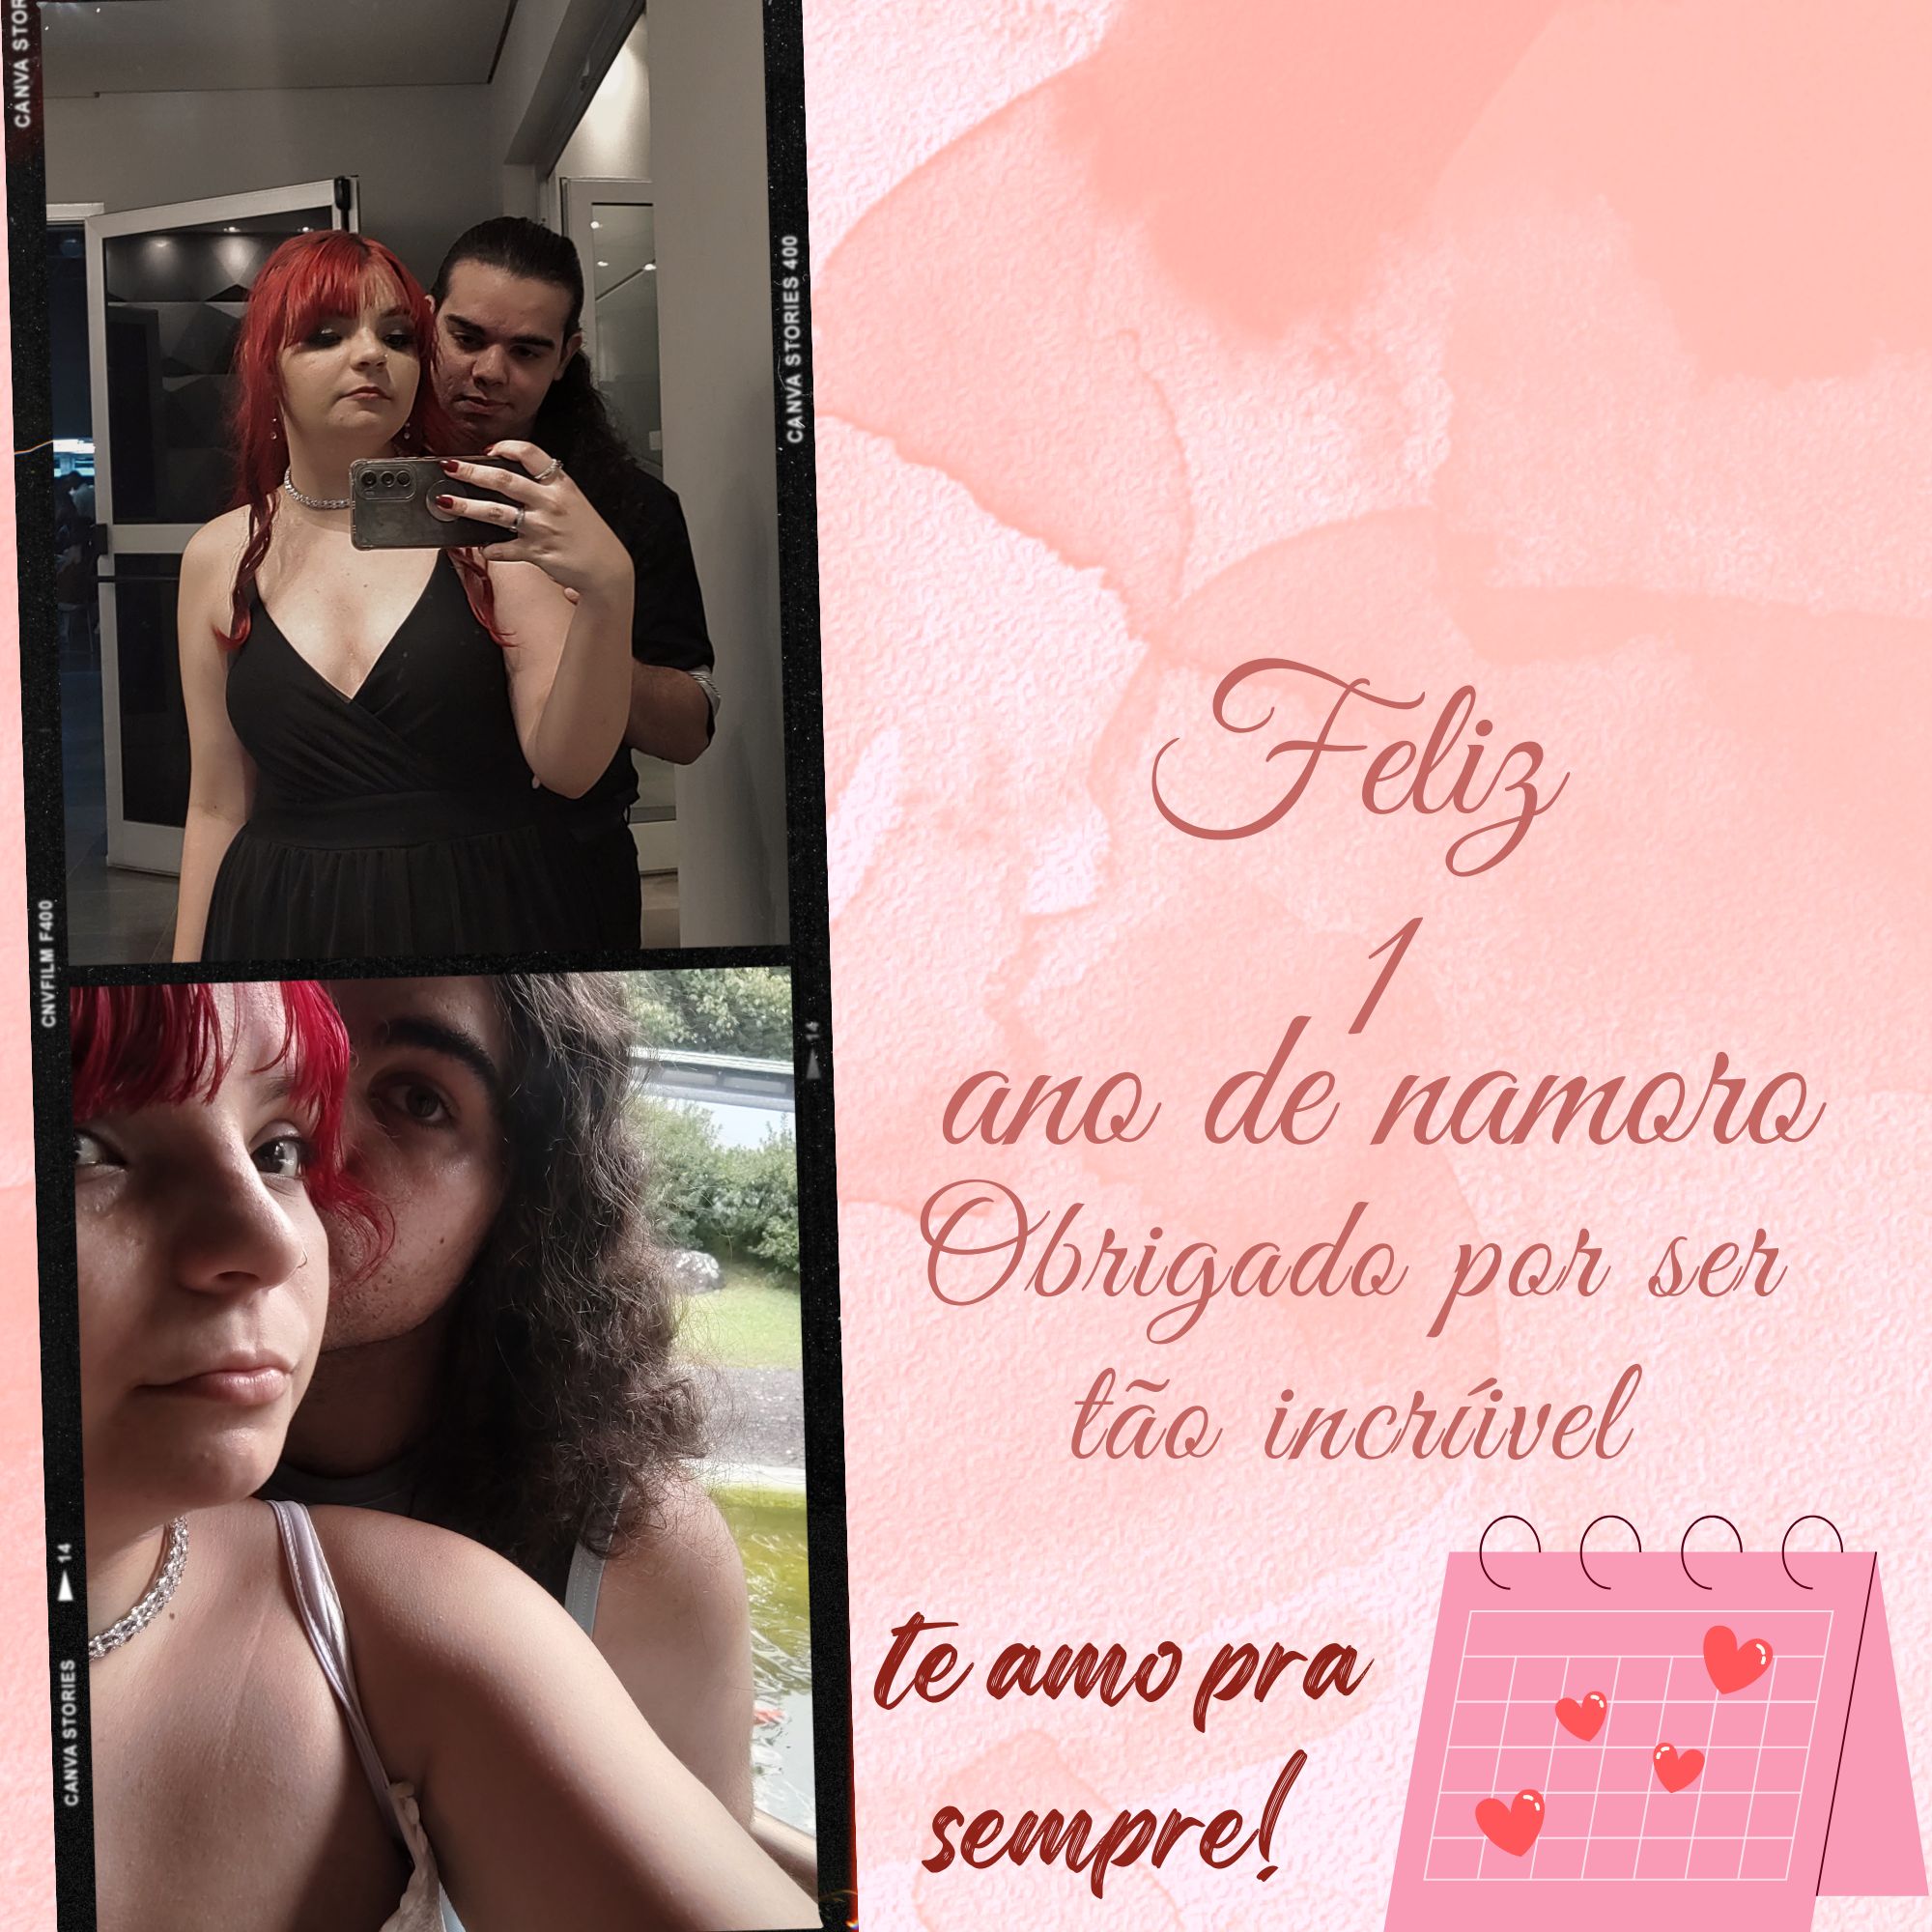 CANVA STOR
CANVA STORIES 400
CNVFILM F400
14
14
CANVA STORIES
Feliz
1
ano de namoro
Obrigado por ser
tão incrível
te amo pra
sempre!